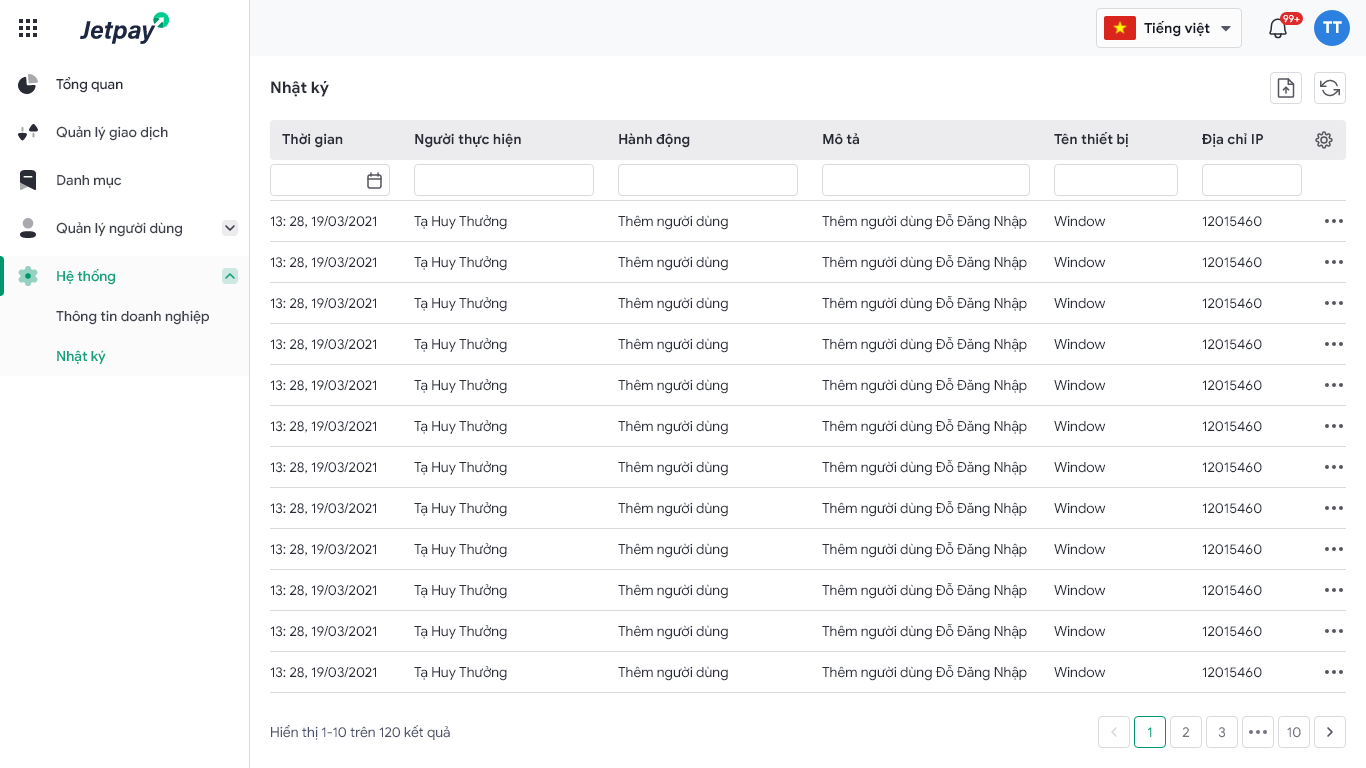 Jetpay
Tiếng việt
99+
TT
Tổng quan
Quản lý giao dịch
Danh mục
Quản lý người dùng
Hệ thống
Thông tin doanh nghiệp
Nhật ký
Nhật ký
Thời gian Người thực hiện Hành động Mô tả Tên thiết bị Địa chỉ IP
13: 28, 19/03/2021 Tạ Huy Thưởng Thêm người dùng Thêm người dùng Đỗ Đăng Nhập Window 12015460
13: 28, 19/03/2021 Tạ Huy Thưởng Thêm người dùng Thêm người dùng Đỗ Đăng Nhập Window 12015460
13: 28, 19/03/2021 Tạ Huy Thưởng Thêm người dùng Thêm người dùng Đỗ Đăng Nhập Window 12015460
13: 28, 19/03/2021 Tạ Huy Thưởng Thêm người dùng Thêm người dùng Đỗ Đăng Nhập Window 12015460
13: 28, 19/03/2021 Tạ Huy Thưởng Thêm người dùng Thêm người dùng Đỗ Đăng Nhập Window 12015460
13: 28, 19/03/2021 Tạ Huy Thưởng Thêm người dùng Thêm người dùng Đỗ Đăng Nhập Window 12015460
13: 28, 19/03/2021 Tạ Huy Thưởng Thêm người dùng Thêm người dùng Đỗ Đăng Nhập Window 12015460
13: 28, 19/03/2021 Tạ Huy Thưởng Thêm người dùng Thêm người dùng Đỗ Đăng Nhập Window 12015460
13: 28, 19/03/2021 Tạ Huy Thưởng Thêm người dùng Thêm người dùng Đỗ Đăng Nhập Window 12015460
13: 28, 19/03/2021 Tạ Huy Thưởng Thêm người dùng Thêm người dùng Đỗ Đăng Nhập Window 12015460
13: 28, 19/03/2021 Tạ Huy Thưởng Thêm người dùng Thêm người dùng Đỗ Đăng Nhập Window 12015460
13: 28, 19/03/2021 Tạ Huy Thưởng Thêm người dùng Thêm người dùng Đỗ Đăng Nhập Window 12015460
Hiển thị 1-10 trên 120 kết quả
1 2 3 ••• 10